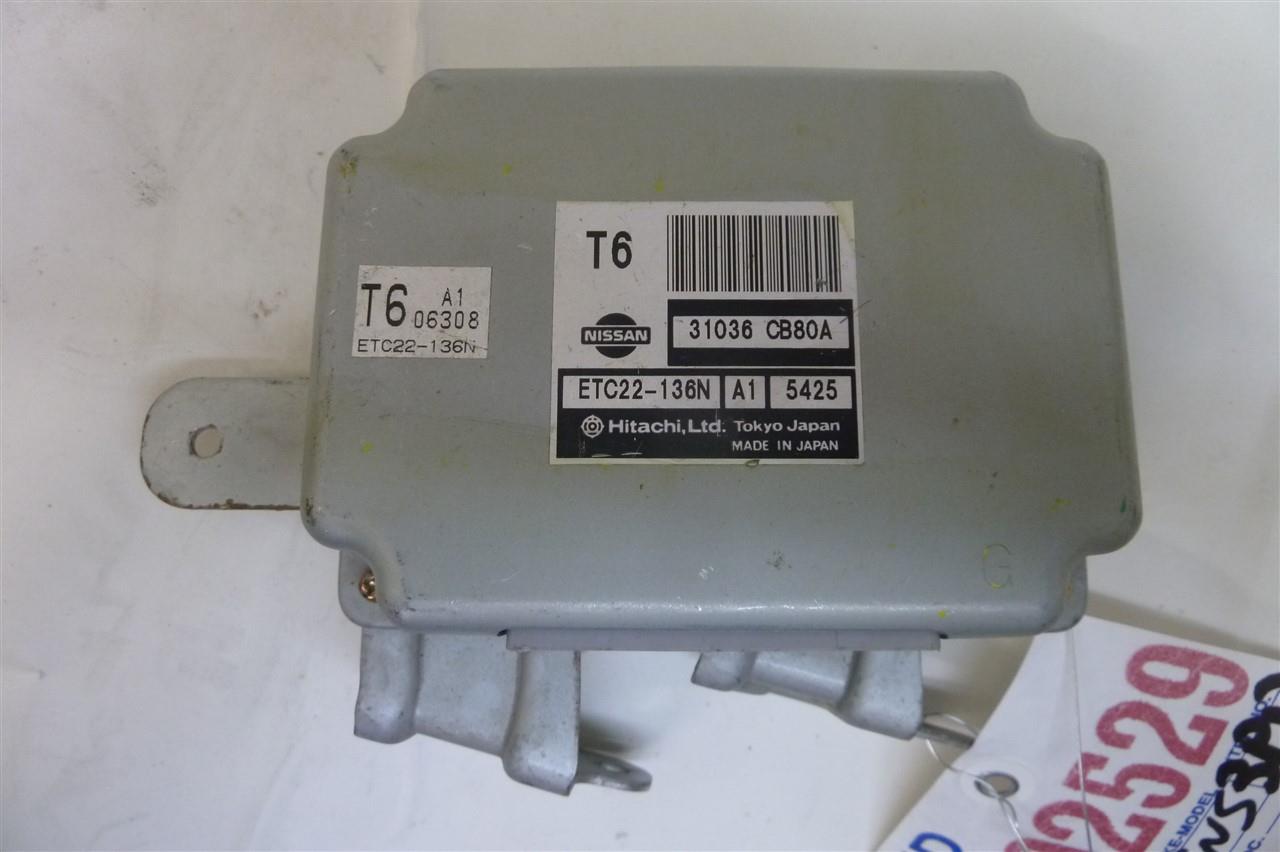 T6 A1
06308
ETC22-136N
T6
NISSAN
31036 CB80A
ETC22-136N A1 5425
Hitachi, Ltd. Tokyo Japan
MADE IN JAPAN
G
2529